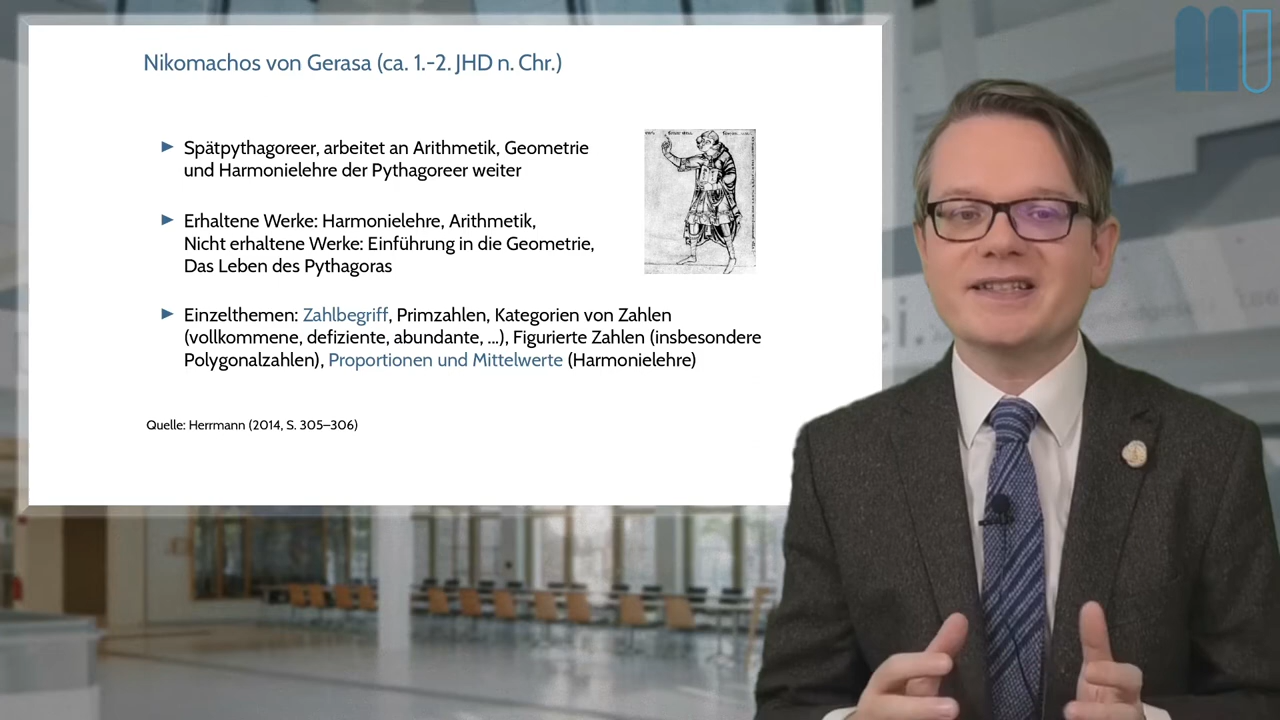 Nikomachos von Gerasa (ca. 1.-2. JHD n. Chr.)
Spätpythagoreer, arbeitet an Arithmetik, Geometrie
und Harmonielehre der Pythagoreer weiter
Erhaltene Werke: Harmonielehre, Arithmetik,
Nicht erhaltene Werke: Einführung in die Geometrie,
Das Leben des Pythagoras
Einzelthemen: Zahlbegriff, Primzahlen, Kategorien von Zahlen
(vollkommene, defiziente, abundante, ...), Figurierte Zahlen (insbesondere
Polygonalzahlen), Proportionen und Mittelwerte (Harmonielehre)
Quelle: Herrmann (2014, S. 305–306)